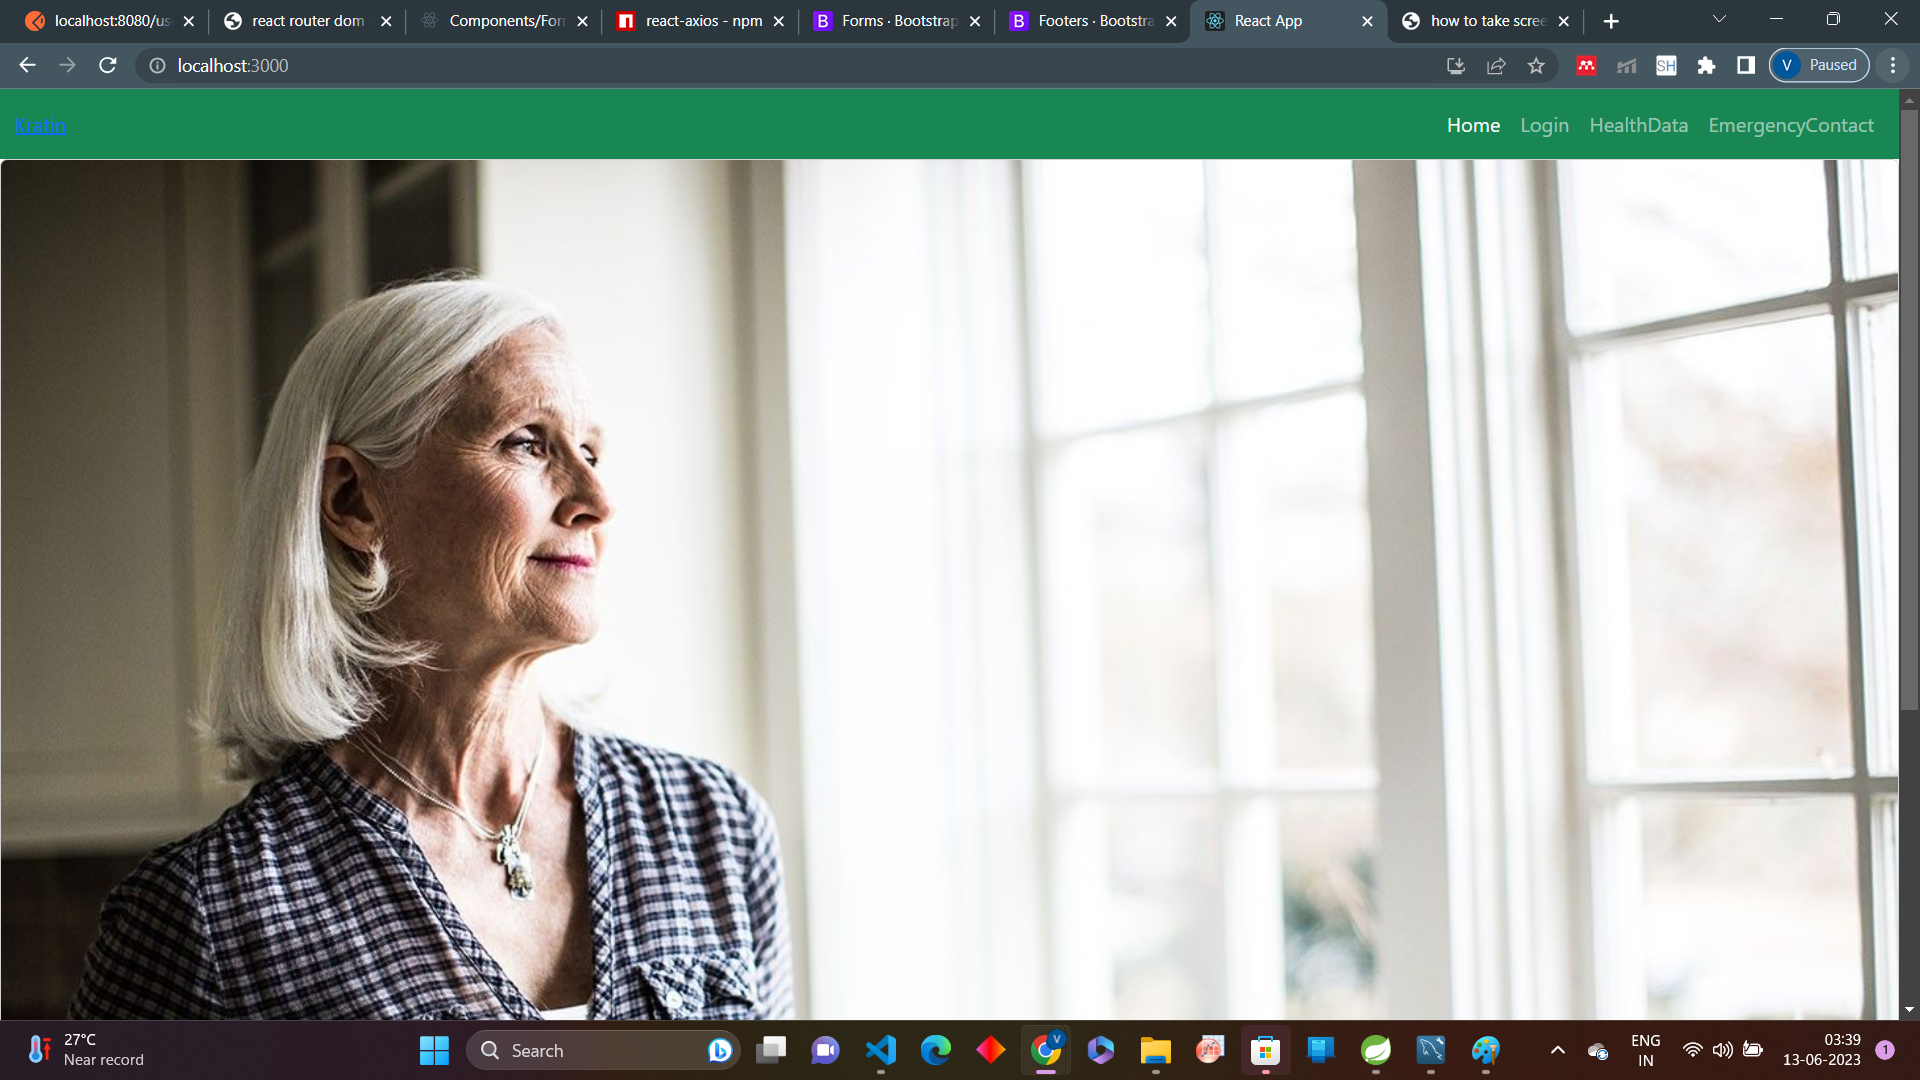 localhost:8080/us
react router dom
Components/For
react-axios - npm
Forms · Bootstrap
Footers · Bootstra
React App
how to take scree
localhost:3000
SH
V Paused
Kratin
Home Login HealthData EmergencyContact
27°C
Near record
Search
ENG
IN
03:39
13-06-2023
1